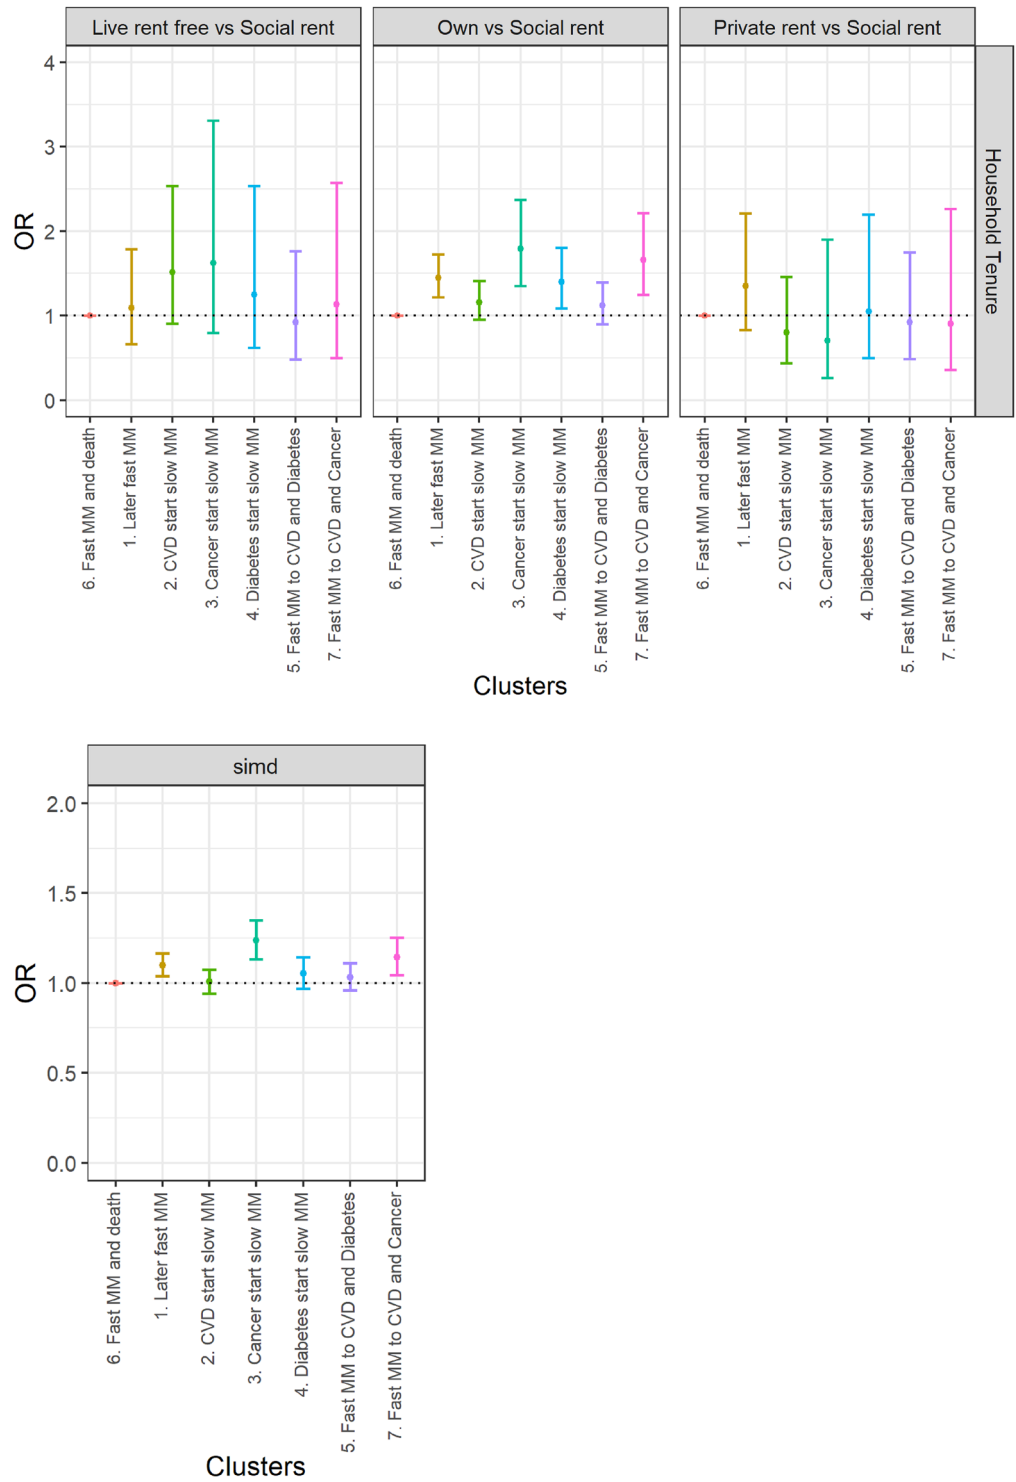 Live rent free vs Social rent
Own vs Social rent
Private rent vs Social rent
4
3
2
1
0
OR
Household Tenure
6. Fast MM and death
1. Later fast MM
2. CVD start slow MM
3. Cancer start slow MM
4. Diabetes start slow MM
5. Fast MM to CVD and Diabetes
7. Fast MM to CVD and Cancer
6. Fast MM and death
1. Later fast MM
2. CVD start slow MM
3. Cancer start slow MM
4. Diabetes start slow MM
5. Fast MM to CVD and Diabetes
7. Fast MM to CVD and Cancer
6. Fast MM and death
1. Later fast MM
2. CVD start slow MM
3. Cancer start slow MM
4. Diabetes start slow MM
5. Fast MM to CVD and Diabetes
7. Fast MM to CVD and Cancer
Clusters
simd
2.0
1.5
1.0
0.5
0.0
OR
6. Fast MM and death
1. Later fast MM
2. CVD start slow MM
3. Cancer start slow MM
4. Diabetes start slow MM
5. Fast MM to CVD and Diabetes
7. Fast MM to CVD and Cancer
Clusters